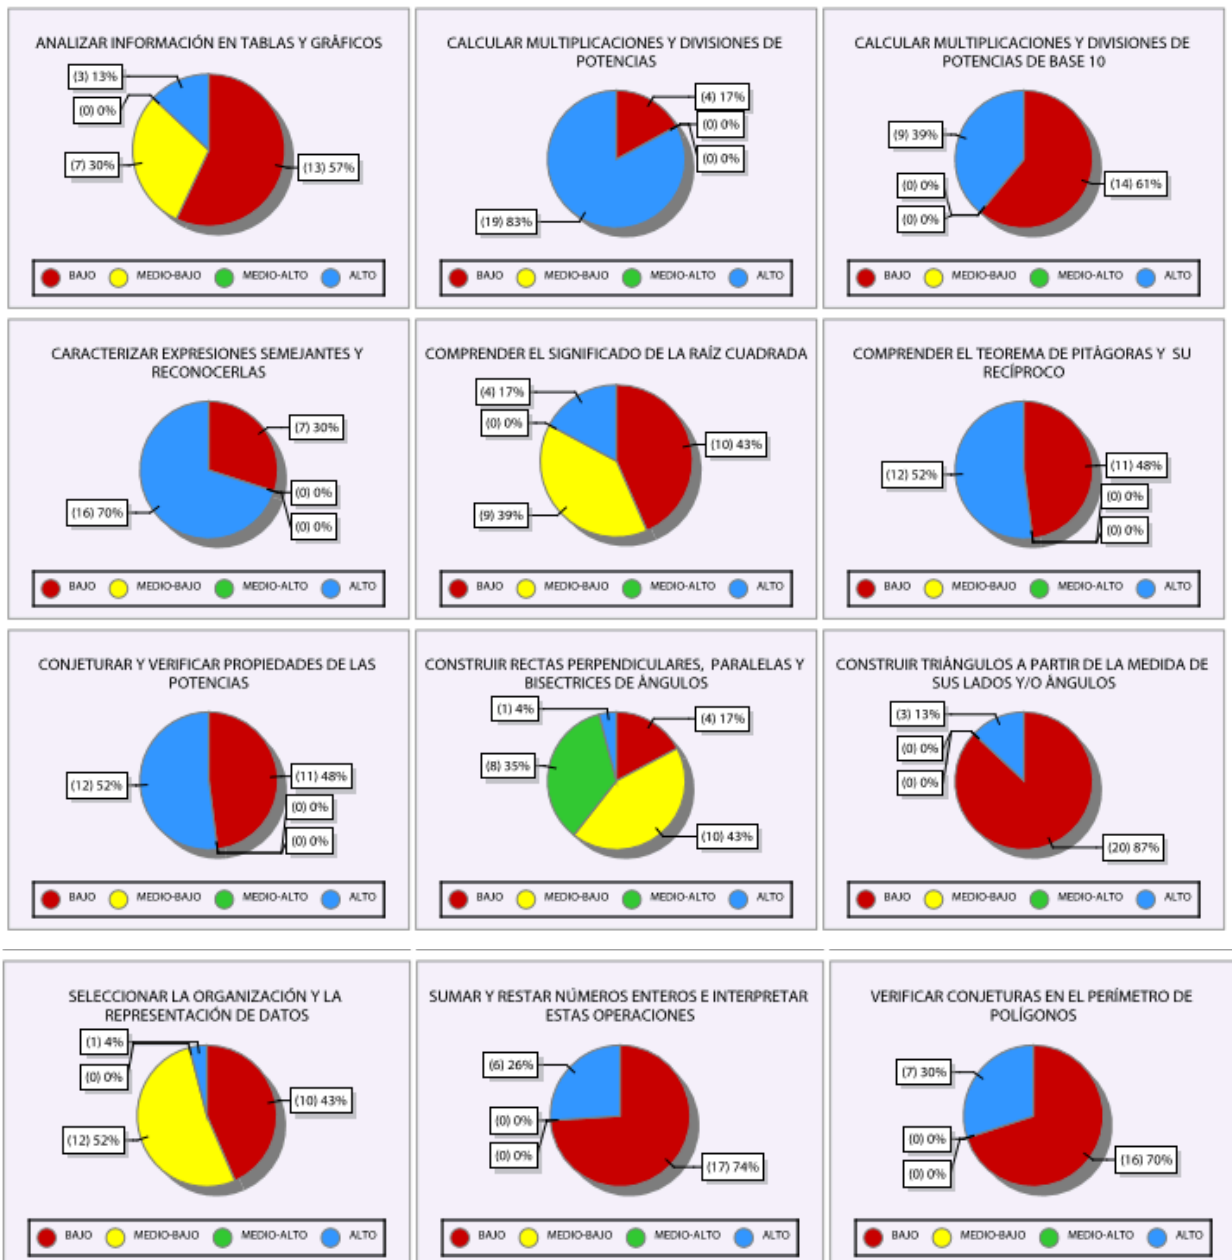 ANALIZAR INFORMACIÓN EN TABLAS Y GRÁFICOS
(3) 13%
(0) 0%
(7) 30%
(13) 57%
BAJO MEDIO-BAJO MEDIO-ALTO ALTO
CALCULAR MULTIPLICACIONES Y DIVISIONES DE
POTENCIAS
(4) 17%
(0) 0%
(0) 0%
(19) 83%
BAJO MEDIO-BAJO MEDIO-ALTO ALTO
CALCULAR MULTIPLICACIONES Y DIVISIONES DE
POTENCIAS DE BASE 10
(9) 39%
(0) 0%
(0) 0%
(14) 61%
BAJO MEDIO-BAJO MEDIO-ALTO ALTO
CARACTERIZAR EXPRESIONES SEMEJANTES Y
RECONOCERLAS
(7) 30%
(0) 0%
(16) 70%
(0) 0%
BAJO MEDIO-BAJO MEDIO-ALTO ALTO
COMPRENDER EL SIGNIFICADO DE LA RAÍZ CUADRADA
(4) 17%
(0) 0%
(10) 43%
(9) 39%
BAJO MEDIO-BAJO MEDIO-ALTO ALTO
COMPRENDER EL TEOREMA DE PITÁGORAS Y SU
RECÍPROCO
(12) 52%
(11) 48%
(0) 0%
(0) 0%
BAJO MEDIO-BAJO MEDIO-ALTO ALTO
CONJETURAR Y VERIFICAR PROPIEDADES DE LAS
POTENCIAS
(12) 52%
(11) 48%
(0) 0%
(0) 0%
BAJO MEDIO-BAJO MEDIO-ALTO ALTO
CONSTRUIR RECTAS PERPENDICULARES, PARALELAS Y
BISECTRICES DE ÁNGULOS
(1) 4%
(4) 17%
(8) 35%
(10) 43%
BAJO MEDIO-BAJO MEDIO-ALTO ALTO
CONSTRUIR TRIÁNGULOS A PARTIR DE LA MEDIDA DE
SUS LADOS Y/O ÁNGULOS
(3) 13%
(0) 0%
(0) 0%
(20) 87%
BAJO MEDIO-BAJO MEDIO-ALTO ALTO
SELECCIONAR LA ORGANIZACIÓN Y LA
REPRESENTACIÓN DE DATOS
(1) 4%
(0) 0%
(10) 43%
(12) 52%
BAJO MEDIO-BAJO MEDIO-ALTO ALTO
SUMAR Y RESTAR NÚMEROS ENTEROS E INTERPRETAR
ESTAS OPERACIONES
(6) 26%
(0) 0%
(0) 0%
(17) 74%
BAJO MEDIO-BAJO MEDIO-ALTO ALTO
VERIFICAR CONJETURAS EN EL PERÍMETRO DE
POLÍGONOS
(7) 30%
(0) 0%
(0) 0%
(16) 70%
BAJO MEDIO-BAJO MEDIO-ALTO ALTO